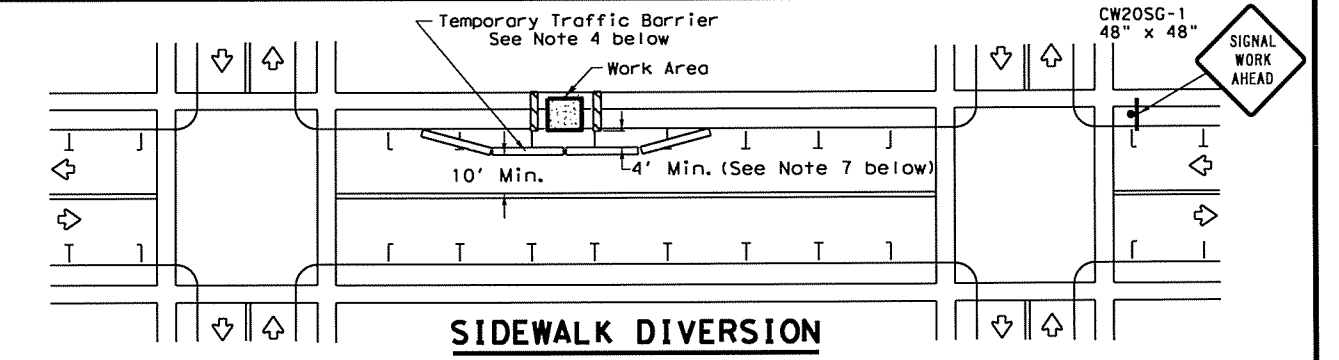 Temporary Traffic Barrier
See Note 4 below
Work Area
CW20SG-1
48" x 48"
SIGNAL
WORK
AHEAD
10' Min.
4' Min. (See Note 7 below)
SIDEWALK DIVERSION